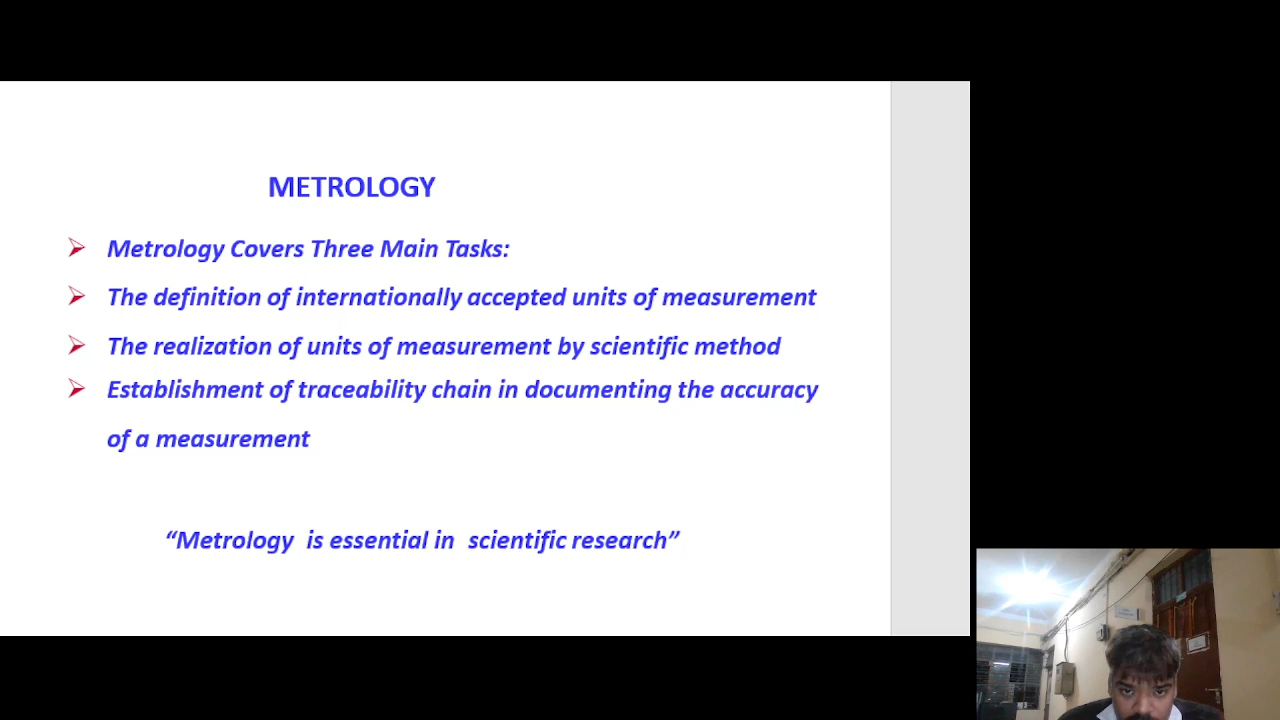 METROLOGY
Metrology Covers Three Main Tasks:
The definition of internationally accepted units of measurement
The realization of units of measurement by scientific method
Establishment of traceability chain in documenting the accuracy
of a measurement
“Metrology is essential in scientific research”